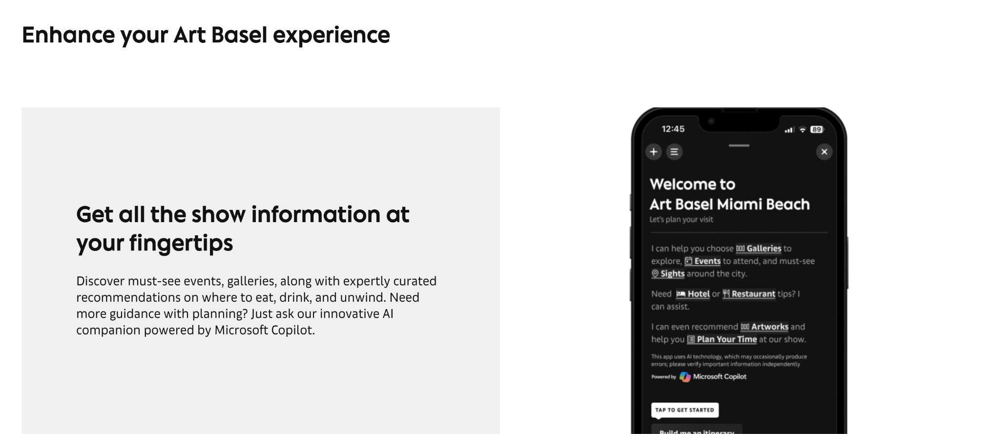 Enhance your Art Basel experience
Get all the show information at
your fingertips
Discover must-see events, galleries, along with expertly curated
recommendations on where to eat, drink, and unwind. Need
more guidance with planning? Just ask our innovative AI
companion powered by Microsoft Copilot.
12:45
89
Welcome to
Art Basel Miami Beach
Let's plan your visit
I can help you choose Galleries to
explore, Events to attend, and must-see
Sights around the city.
Need Hotel or Restaurant tips? I
can assist.
I can even recommend Artworks and
help you Plan Your Time at our show.
This app uses AI technology, which may occasionally produce
errors; please verify important information independently
Powered by Microsoft Copilot
TAP TO GET STARTED
Build me an itinerary